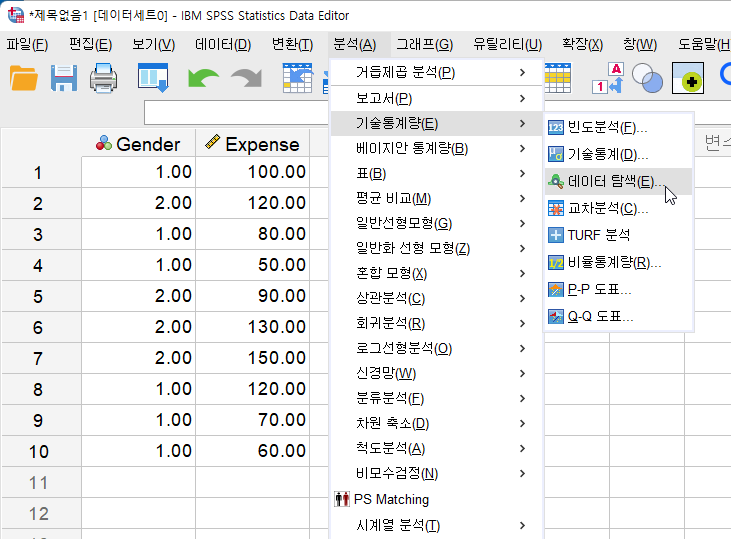 *제목없음1 [데이터세트0] - IBM SPSS Statistics Data Editor
파일(F) 편집(E) 보기(V) 데이터(D) 변환(T) 분석(A) 그래프(G) 유틸리티(U) 확장(X) 창(W) 도움말(H
거듭제곱 분석(P)
보고서(P)
기술통계량(E)
베이지안 통계량(B)
표(B)
평균 비교(M)
일반선형모형(G)
일반화 선형 모형(Z)
혼합 모형(X)
상관분석(C)
회귀분석(R)
로그선형분석(O)
신경망(W)
분류분석(F)
차원 축소(D)
척도분석(A)
비모수검정(N)
PS Matching
시계열 분석(T)
빈도분석(F)...
기술통계(D)...
데이터 탐색(E)...
교차분석(C)...
TURF 분석
비율통계량(R)...
P-P 도표...
Q-Q 도표...
1 A
123
1/2
Gender Expense 변스
1 1.00 100.00
2 2.00 120.00
3 1.00 80.00
4 1.00 50.00
5 2.00 90.00
6 2.00 130.00
7 2.00 150.00
8 1.00 120.00
9 1.00 70.00
10 1.00 60.00
11
12